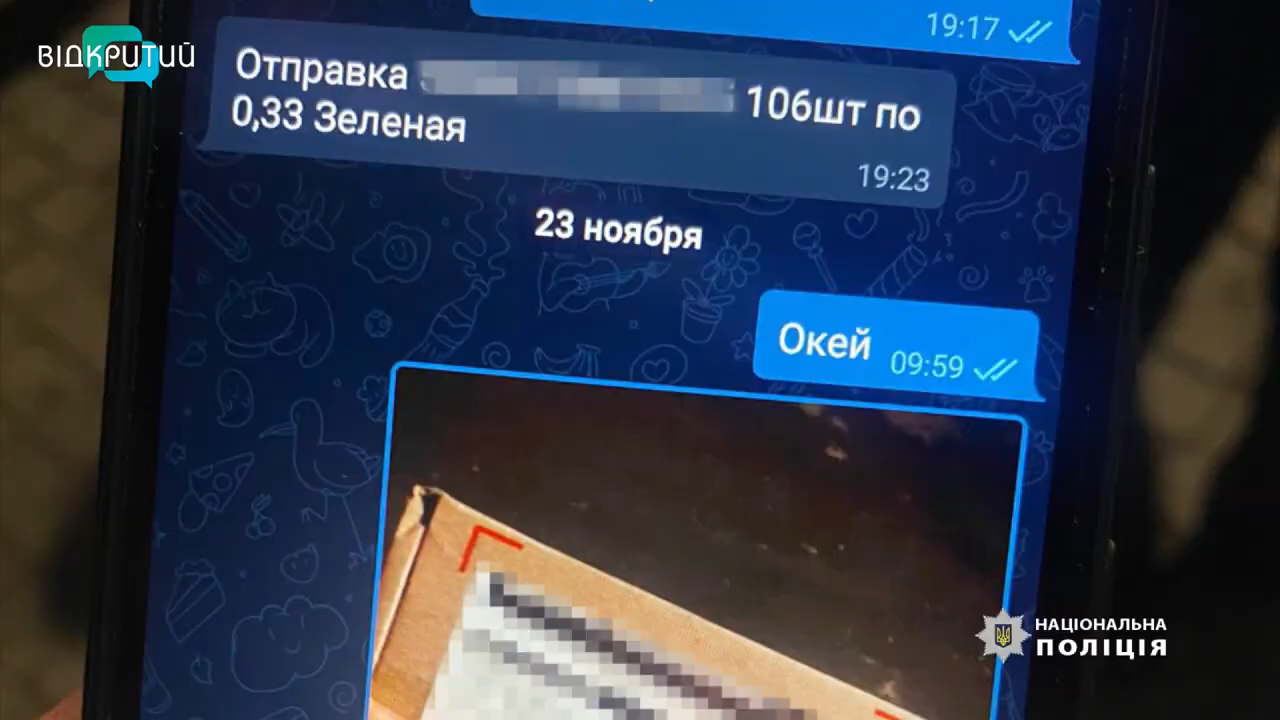 ВІДКРИТИЙ
19:17
Отправка 106шт по
0,33 Зеленая
19:23
23 ноября
Окей 09:59
НАЦІОНАЛЬНА
ПОЛІЦІЯ